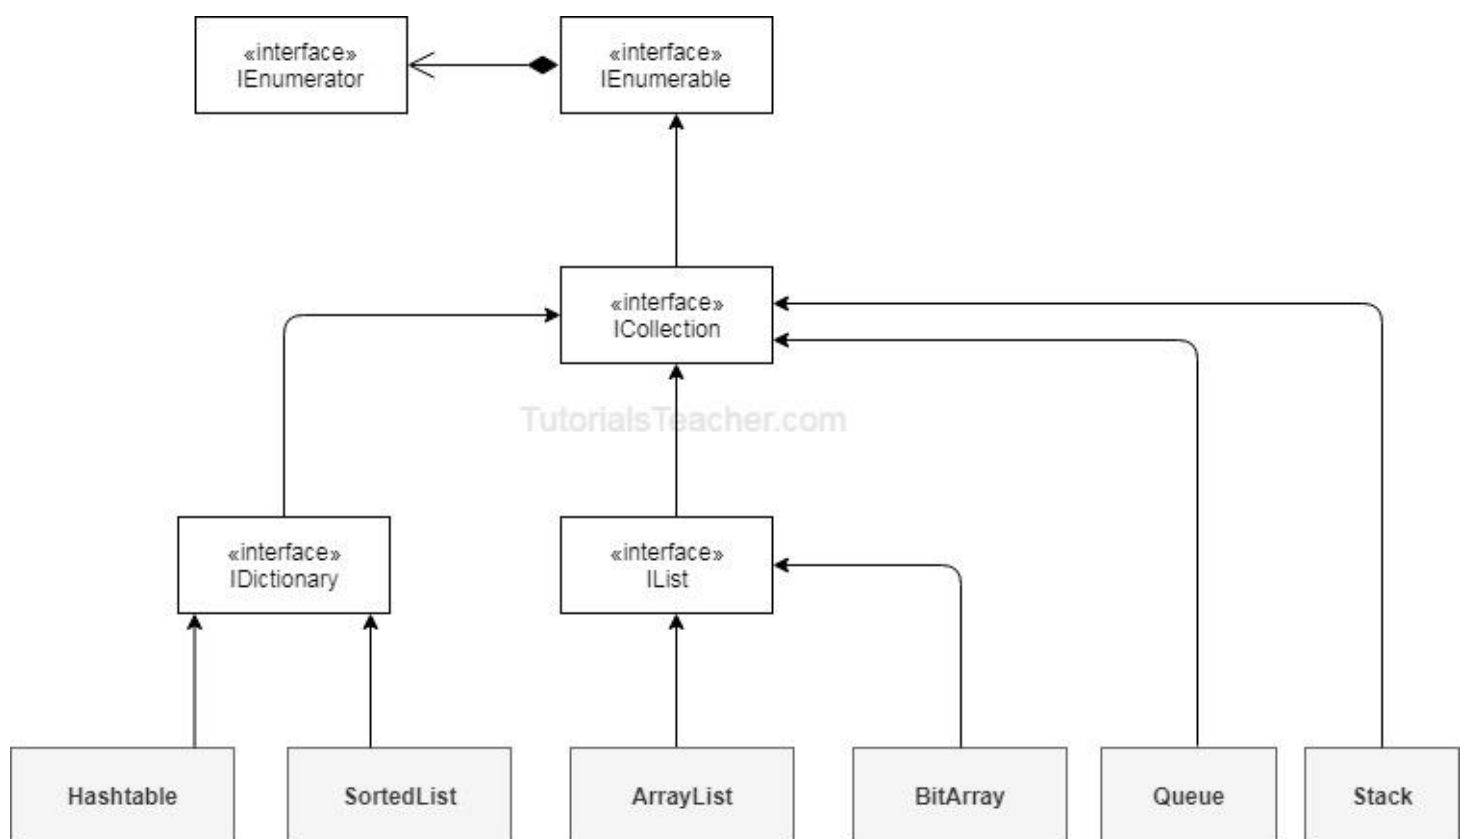 «interface»
IEnumerator
«interface»
IEnumerable
«interface»
ICollection
TutorialsTeacher.com
«interface»
IDictionary
«interface»
IList
Hashtable
SortedList
ArrayList
BitArray
Queue
Stack